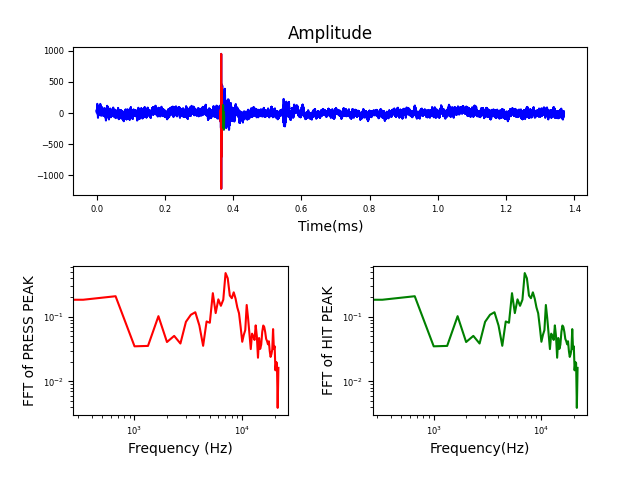 Amplitude
1000
500
0
−500
−1000
0.0 0.2 0.4 0.6 0.8 1.0 1.2 1.4
Time(ms)
FFT of PRESS PEAK
10⁻¹
10⁻²
10³ 10⁴
Frequency (Hz)
FFT of HIT PEAK
10⁻¹
10⁻²
10³ 10⁴
Frequency(Hz)